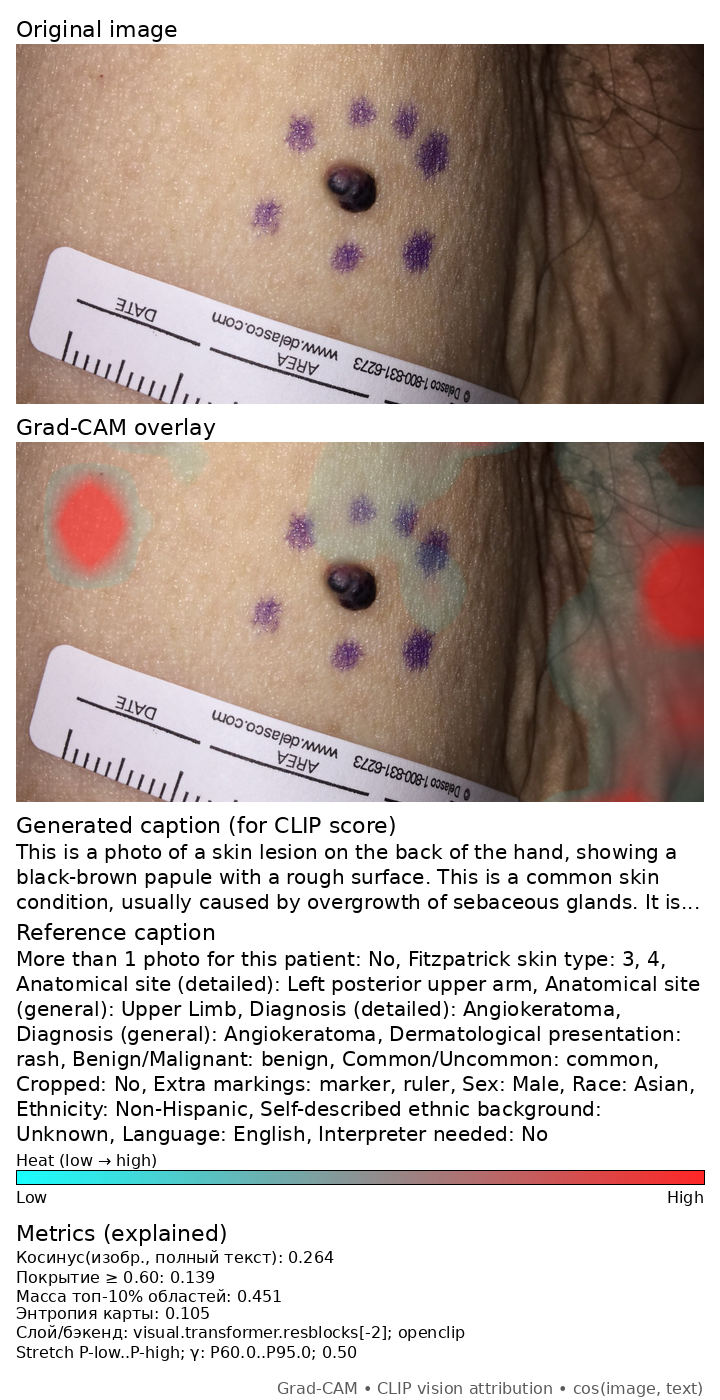 Original image
DATE
AREA
www.delasco.com
© Delasco 1-800-831-6273
Grad-CAM overlay
DATE
AREA
www.delasco.com
© Delasco 1-800-831-6273
Generated caption (for CLIP score)
This is a photo of a skin lesion on the back of the hand, showing a
black-brown papule with a rough surface. This is a common skin
condition, usually caused by overgrowth of sebaceous glands. It is...
Reference caption
More than 1 photo for this patient: No, Fitzpatrick skin type: 3, 4,
Anatomical site (detailed): Left posterior upper arm, Anatomical site
(general): Upper Limb, Diagnosis (detailed): Angiokeratoma,
Diagnosis (general): Angiokeratoma, Dermatological presentation:
rash, Benign/Malignant: benign, Common/Uncommon: common,
Cropped: No, Extra markings: marker, ruler, Sex: Male, Race: Asian,
Ethnicity: Non-Hispanic, Self-described ethnic background:
Unknown, Language: English, Interpreter needed: No
Heat (low → high)
Low High
Metrics (explained)
Косинус(изобр., полный текст): 0.264
Покрытие ≥ 0.60: 0.139
Масса топ-10% областей: 0.451
Энтропия карты: 0.105
Слой/бэкенд: visual.transformer.resblocks[-2]; openclip
Stretch P-low..P-high; γ: P60.0..P95.0; 0.50
Grad-CAM • CLIP vision attribution • cos(image, text)